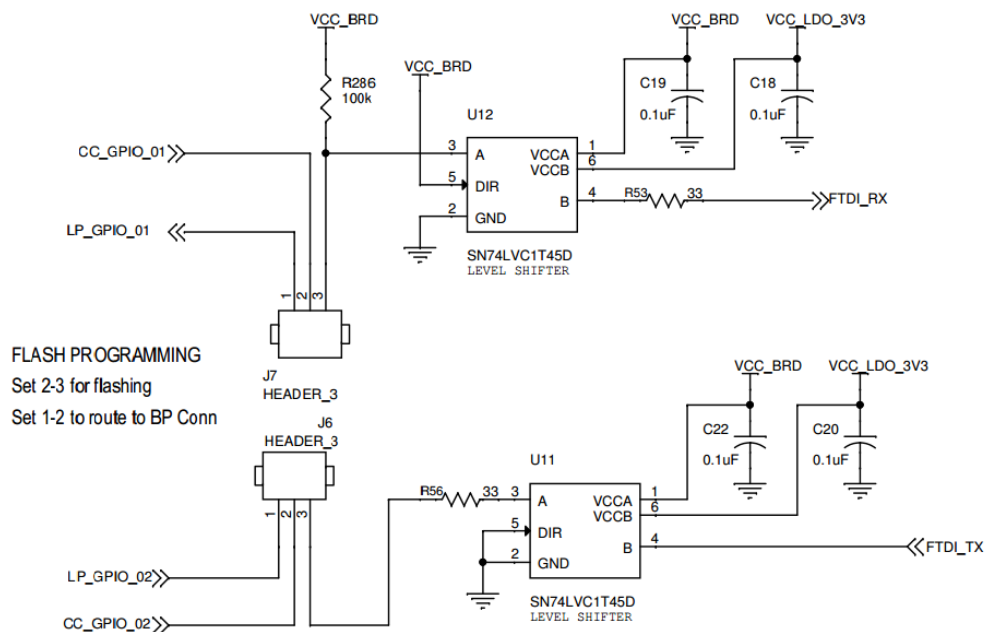 VCC_BRD
VCC_BRD
VCC_LDO_3V3
R286
100k
VCC_BRD
C19
0.1uF
C18
0.1uF
U12
CC_GPIO_01
3
A
VCCA
1
VCCB
6
5
DIR
B
4
R53
33
FTDI_RX
2
GND
LP_GPIO_01
SN74LVC1T45D
LEVEL SHIFTER
1
2
3
FLASH PROGRAMMING
Set 2-3 for flashing
Set 1-2 to route to BP Conn
J7
HEADER_3
VCC_BRD
VCC_LDO_3V3
J6
HEADER_3
C22
0.1uF
C20
0.1uF
U11
R56
33
3
A
VCCA
1
VCCB
6
5
DIR
B
4
FTDI_TX
2
GND
1
2
3
LP_GPIO_02
CC_GPIO_02
SN74LVC1T45D
LEVEL SHIFTER